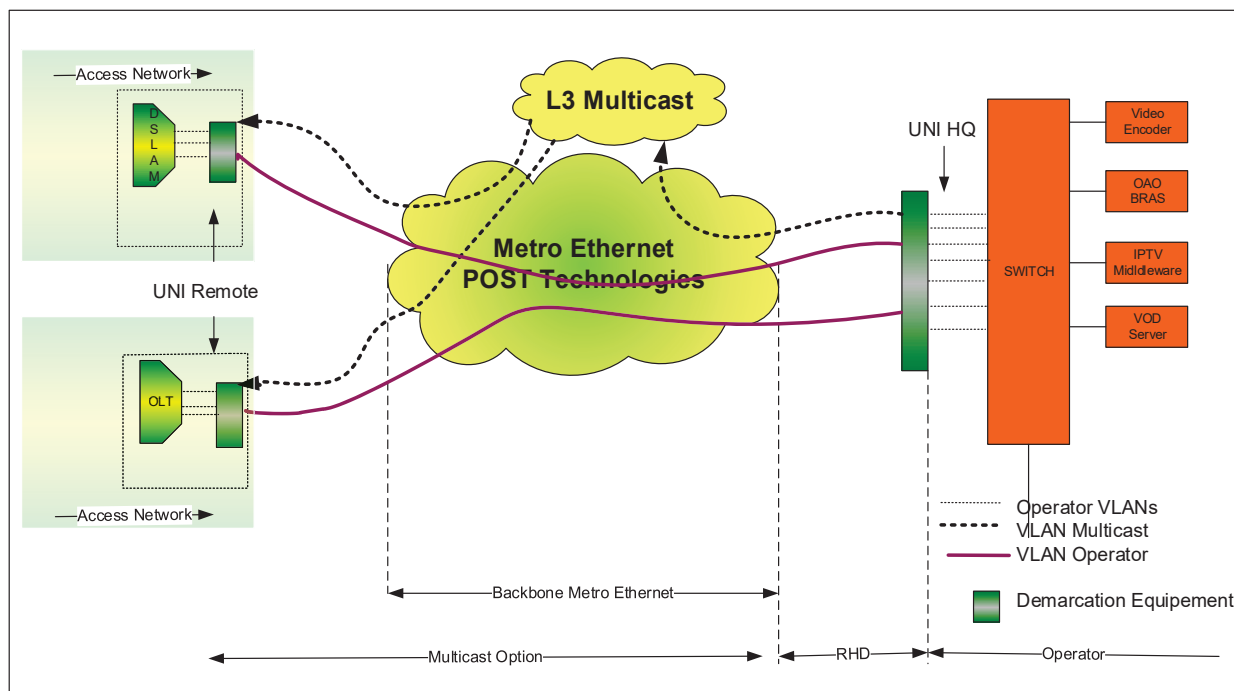 Access Network
L3 Multicast
UNI HQ
Video
Encoder
DSLAM
OAO
BRAS
Metro Ethernet
POST Technologies
SWITCH
IPTV
Middleware
UNI Remote
VOD
Server
OLT
Access Network
Operator VLANs
VLAN Multicast
VLAN Operator
Backbone Metro Ethernet
Demarcation Equipement
Multicast Option
RHD
Operator